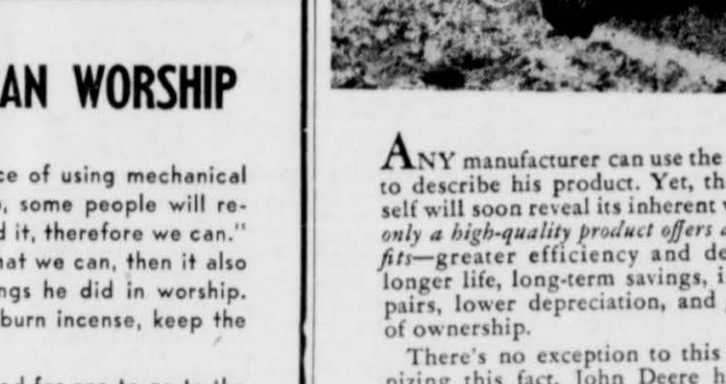 AN WORSHIP
ce of using mechanical
, some people will re-
d it, therefore we can."
hat we can, then it also
ngs he did in worship.
burn incense, keep the
ANY manufacturer can use the
to describe his product. Yet, th
self will soon reveal its inherent
only a high-quality product offers a
fits—greater efficiency and de
longer life, long-term savings, i
pairs, lower depreciation, and
of ownership.
There's no exception to this
nizing this fact, John Deere h